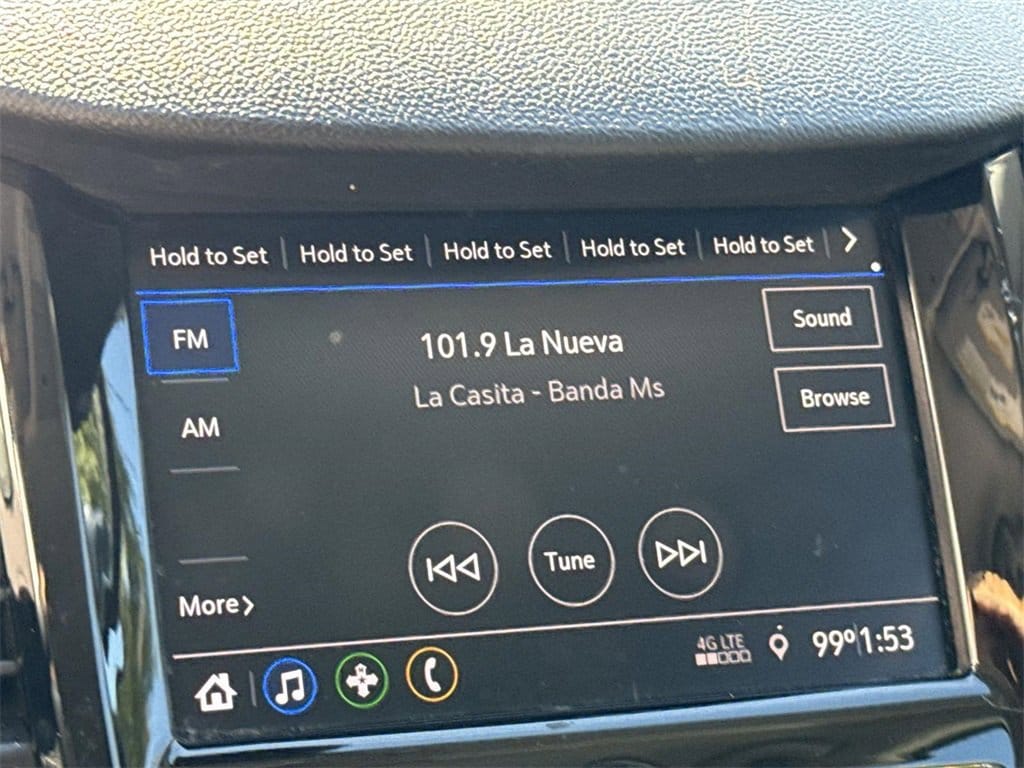 Hold to Set Hold to Set Hold to Set Hold to Set Hold to Set
FM
101.9 La Nueva
Sound
La Casita - Banda Ms
Browse
AM
Tune
More
4G LTE
99º 1:53